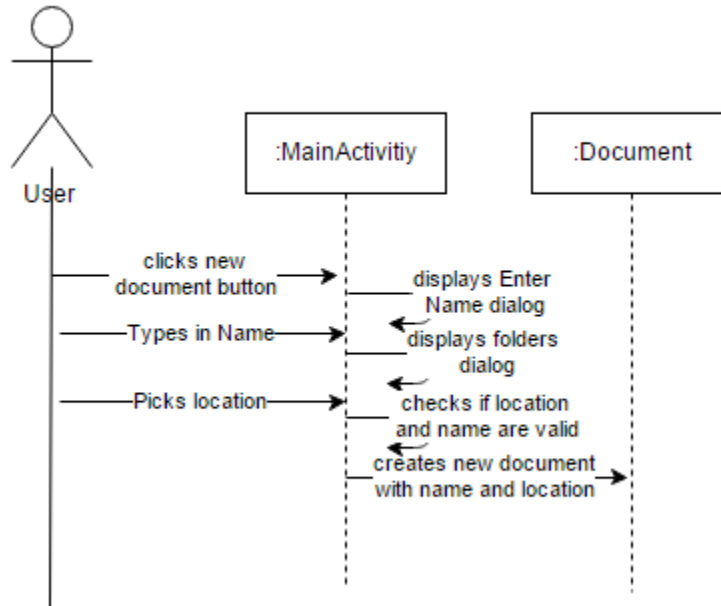 User
:MainActivitiy
:Document
clicks new
document button
displays Enter
Name dialog
Types in Name
displays folders
dialog
Picks location
checks if location
and name are valid
creates new document
with name and location